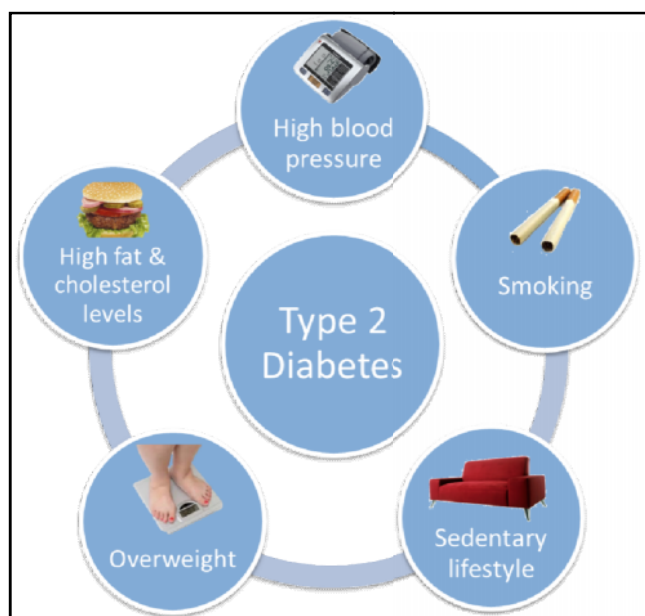 High blood
pressure
Smoking
Sedentary
lifestyle
Overweight
High fat &
cholesterol
levels
Type 2
Diabetes